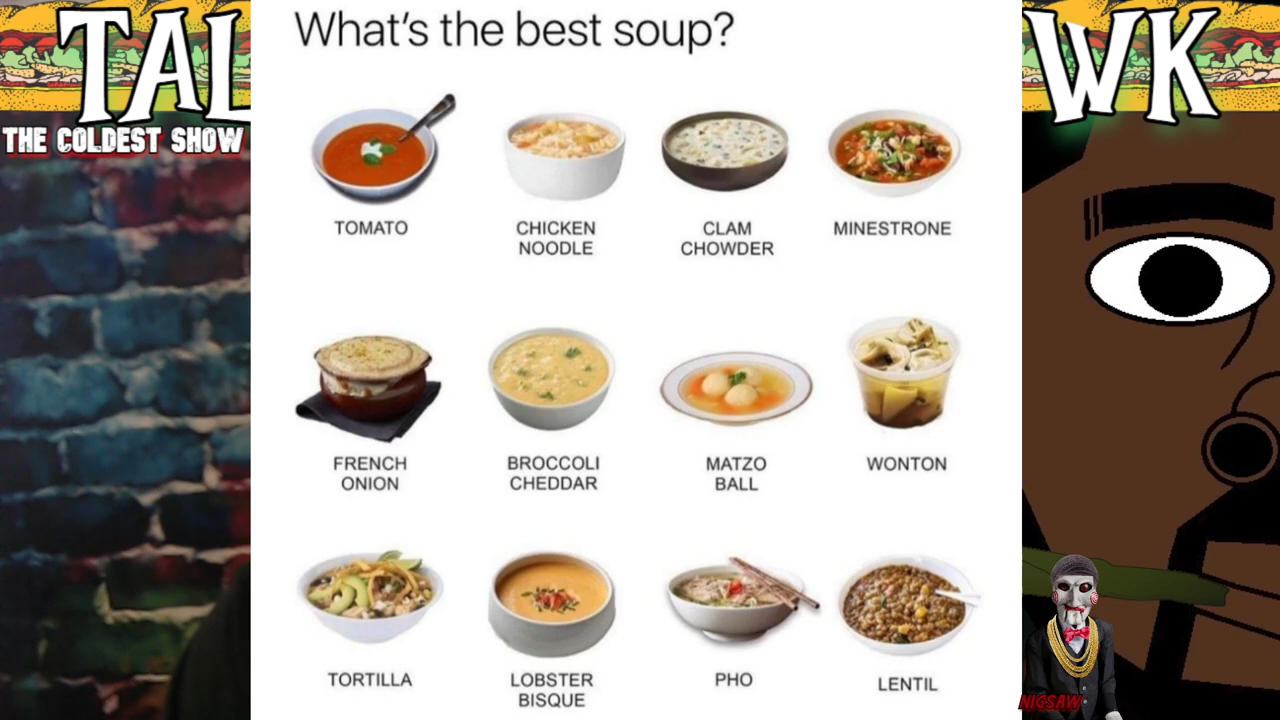 What's the best soup?
TAL
WK
THE COLDEST SHOW
TOMATO
CHICKEN
NOODLE
CLAM
CHOWDER
MINESTRONE
FRENCH
ONION
BROCCOLI
CHEDDAR
MATZO
BALL
WONTON
TORTILLA
LOBSTER
BISQUE
PHO
LENTIL
NIGSAW